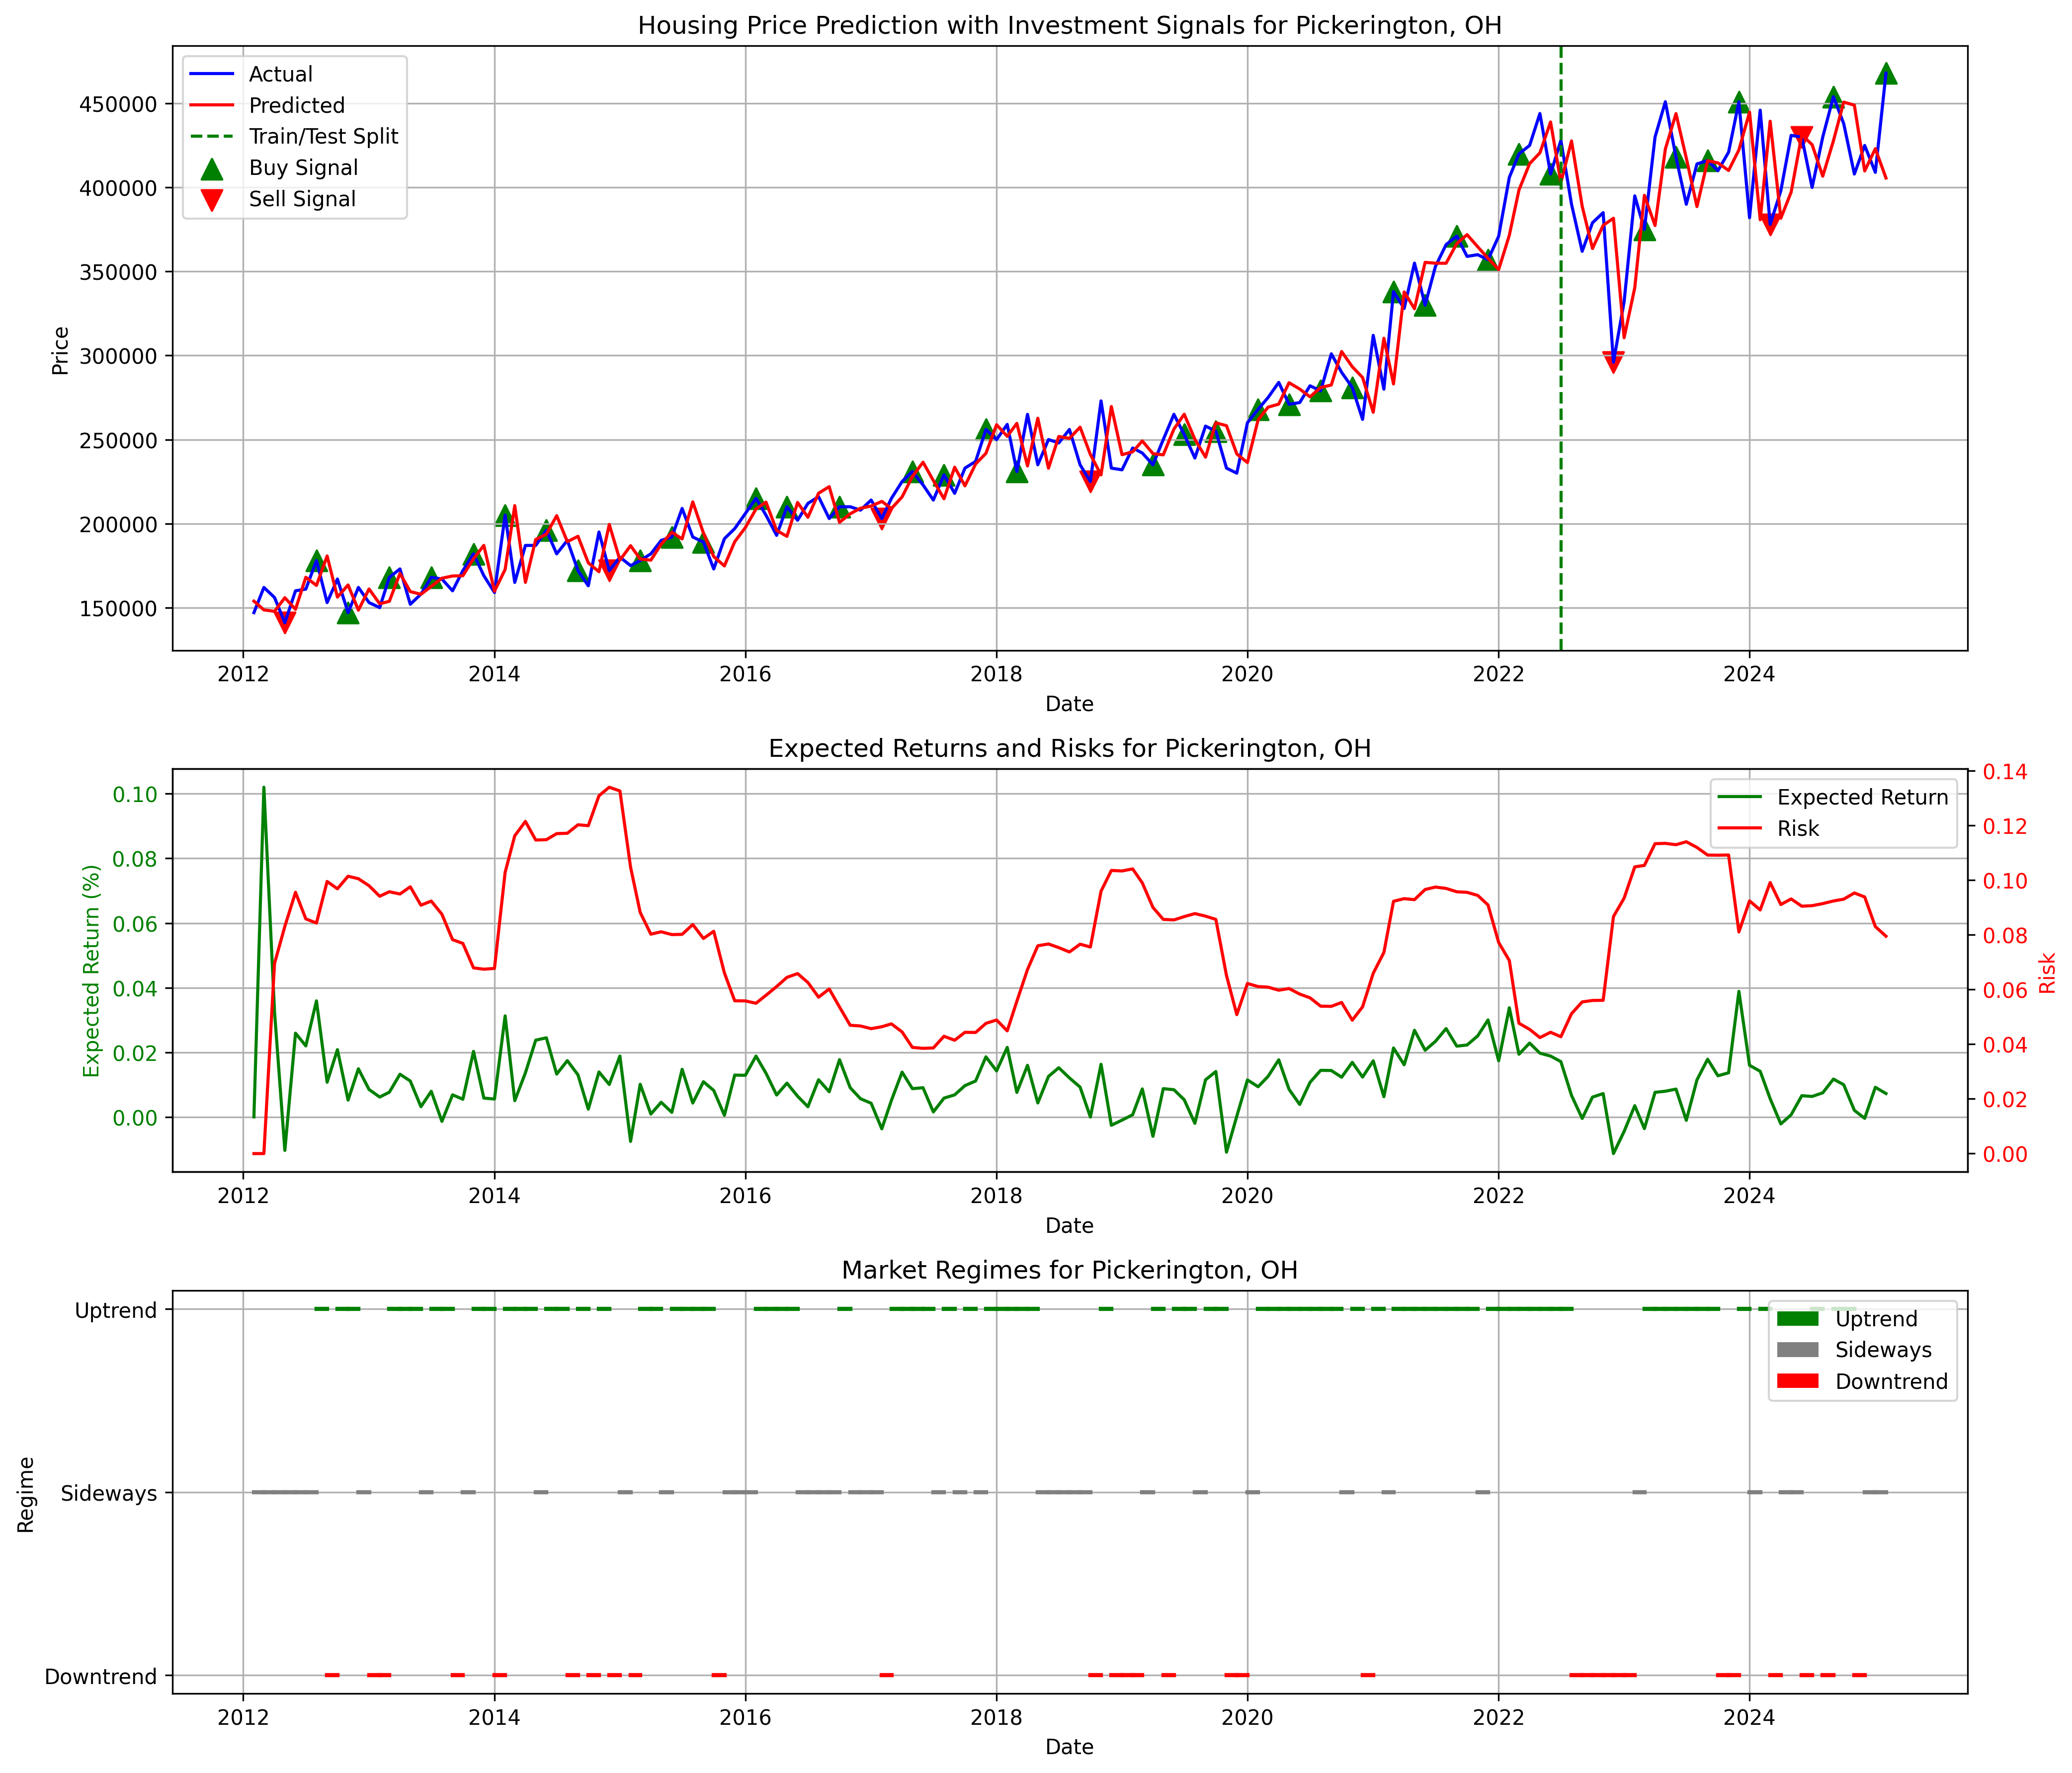 Housing Price Prediction with Investment Signals for Pickerington, OH
Actual
Predicted
Train/Test Split
Buy Signal
Sell Signal
Price
450000
400000
350000
300000
250000
200000
150000
2012 2014 2016 2018 2020 2022 2024
Date
Expected Returns and Risks for Pickerington, OH
Expected Return
Risk
Expected Return (%)
0.10
0.08
0.06
0.04
0.02
0.00
0.14
0.12
0.10
0.08
0.06
0.04
0.02
0.00
Risk
2012 2014 2016 2018 2020 2022 2024
Date
Market Regimes for Pickerington, OH
Uptrend
Sideways
Downtrend
Regime
Uptrend
Sideways
Downtrend
2012 2014 2016 2018 2020 2022 2024
Date